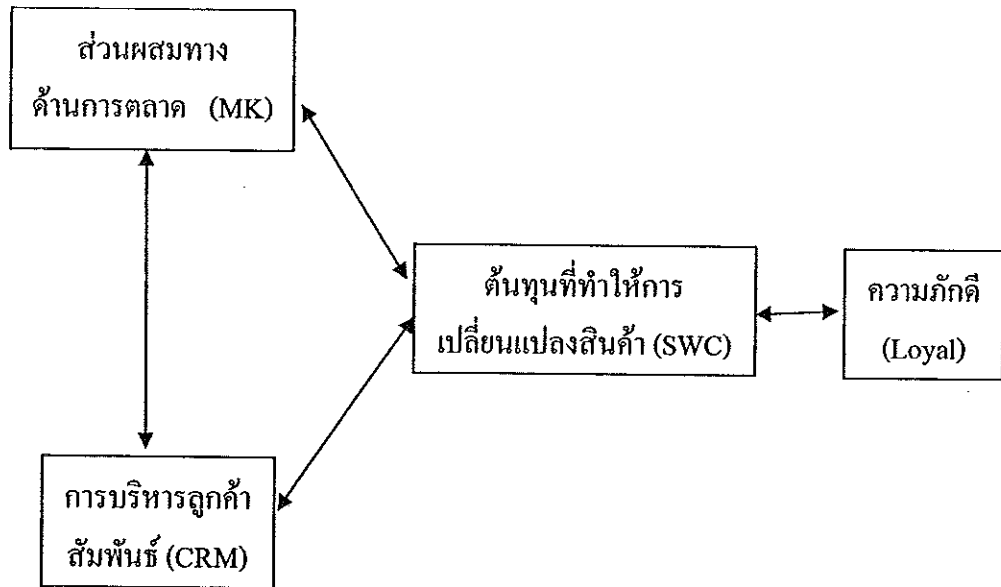 ส่วนผสมทาง
ด้านการตลาด (MK)
ต้นทุนที่ทำให้การ
เปลี่ยนแปลงสินค้า (SWC)
ความภักดี
(Loyal)
การบริหารลูกค้า
สัมพันธ์ (CRM)